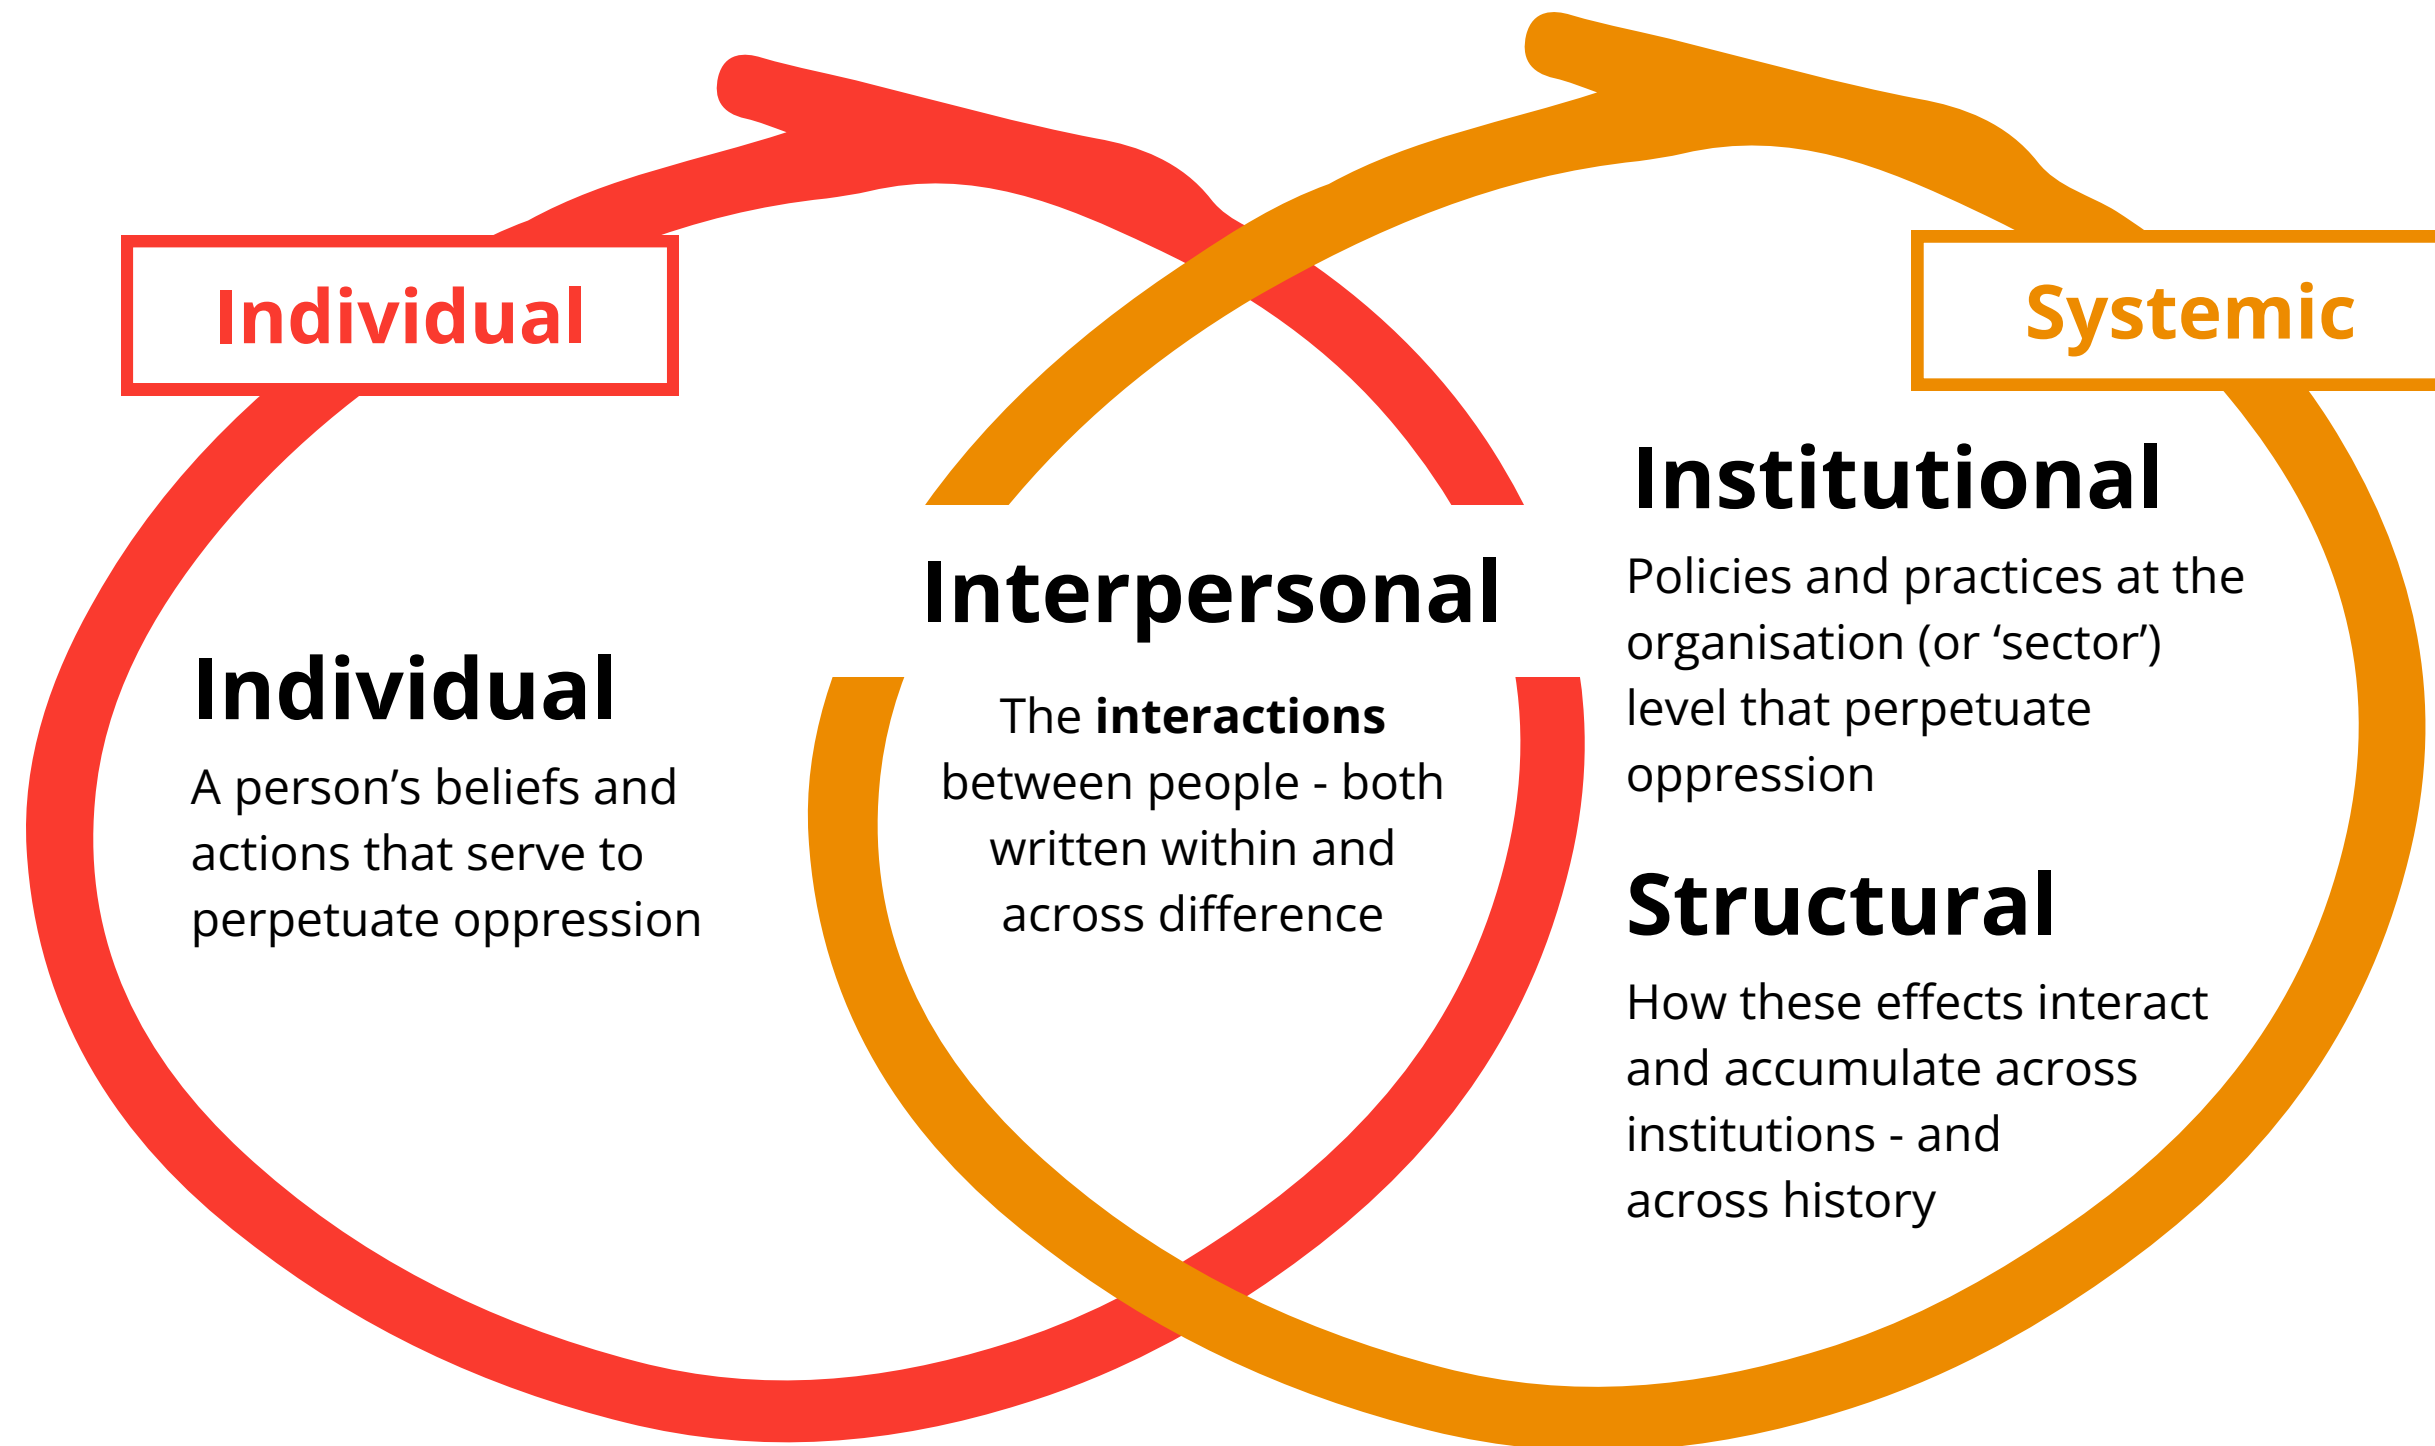 Individual
Systemic
Individual
A person’s beliefs and
actions that serve to
perpetuate oppression
Interpersonal
The interactions
between people - both
written within and
across difference
Institutional
Policies and practices at the
organisation (or ‘sector’)
level that perpetuate
oppression
Structural
How these effects interact
and accumulate across
institutions - and
across history